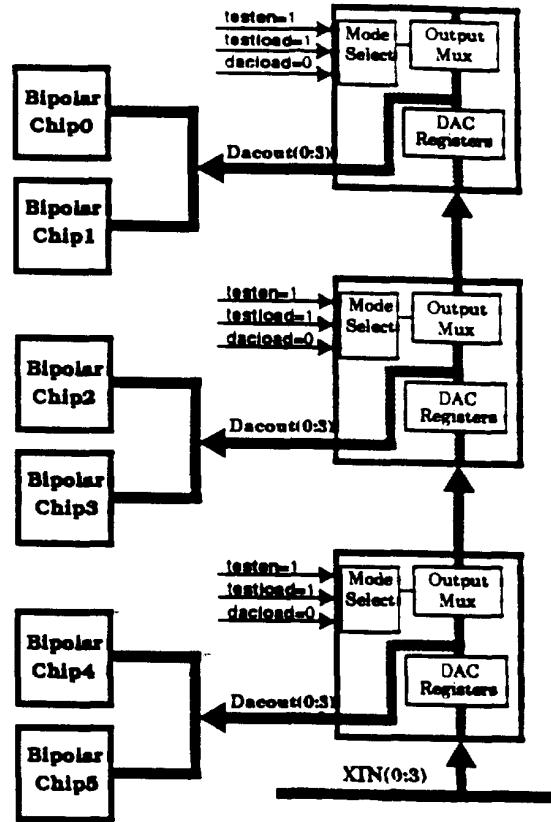 testen=1
testload=1
dacload=0
Mode
Select
Output
Mux
DAC
Registers
Bipolar
Chip0
Dacout(0:3)
Bipolar
Chip1
testen=1
testload=1
dacload=0
Mode
Select
Output
Mux
DAC
Registers
Bipolar
Chip2
Dacout(0:3)
Bipolar
Chip3
testen=1
testload=1
dacload=0
Mode
Select
Output
Mux
DAC
Registers
Bipolar
Chip4
Dacout(0:3)
Bipolar
Chip5
XIN(0:3)